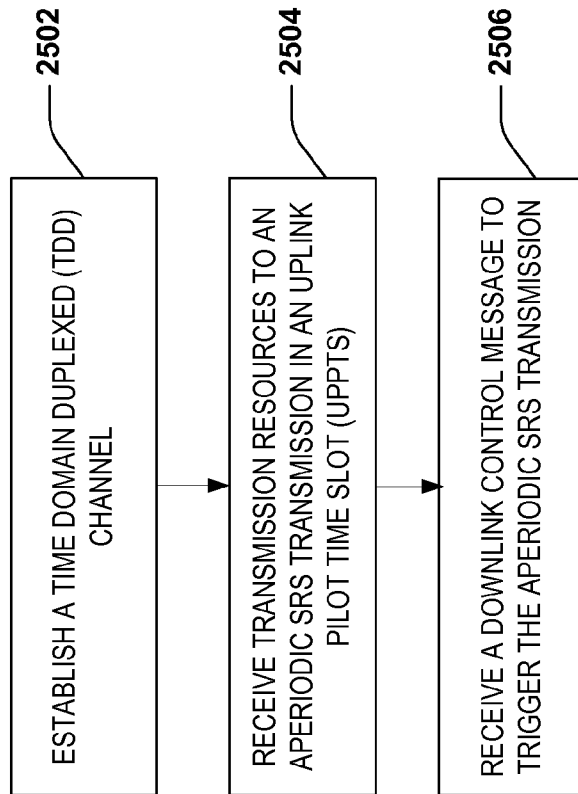 ESTABLISH A TIME DOMAIN DUPLEXED (TDD)
CHANNEL
2502
RECEIVE TRANSMISSION RESOURCES TO AN
APERIODIC SRS TRANSMISSION IN AN UPLINK
PILOT TIME SLOT (UPPTS)
2504
RECEIVE A DOWNLINK CONTROL MESSAGE TO
TRIGGER THE APERIODIC SRS TRANSMISSION
2506